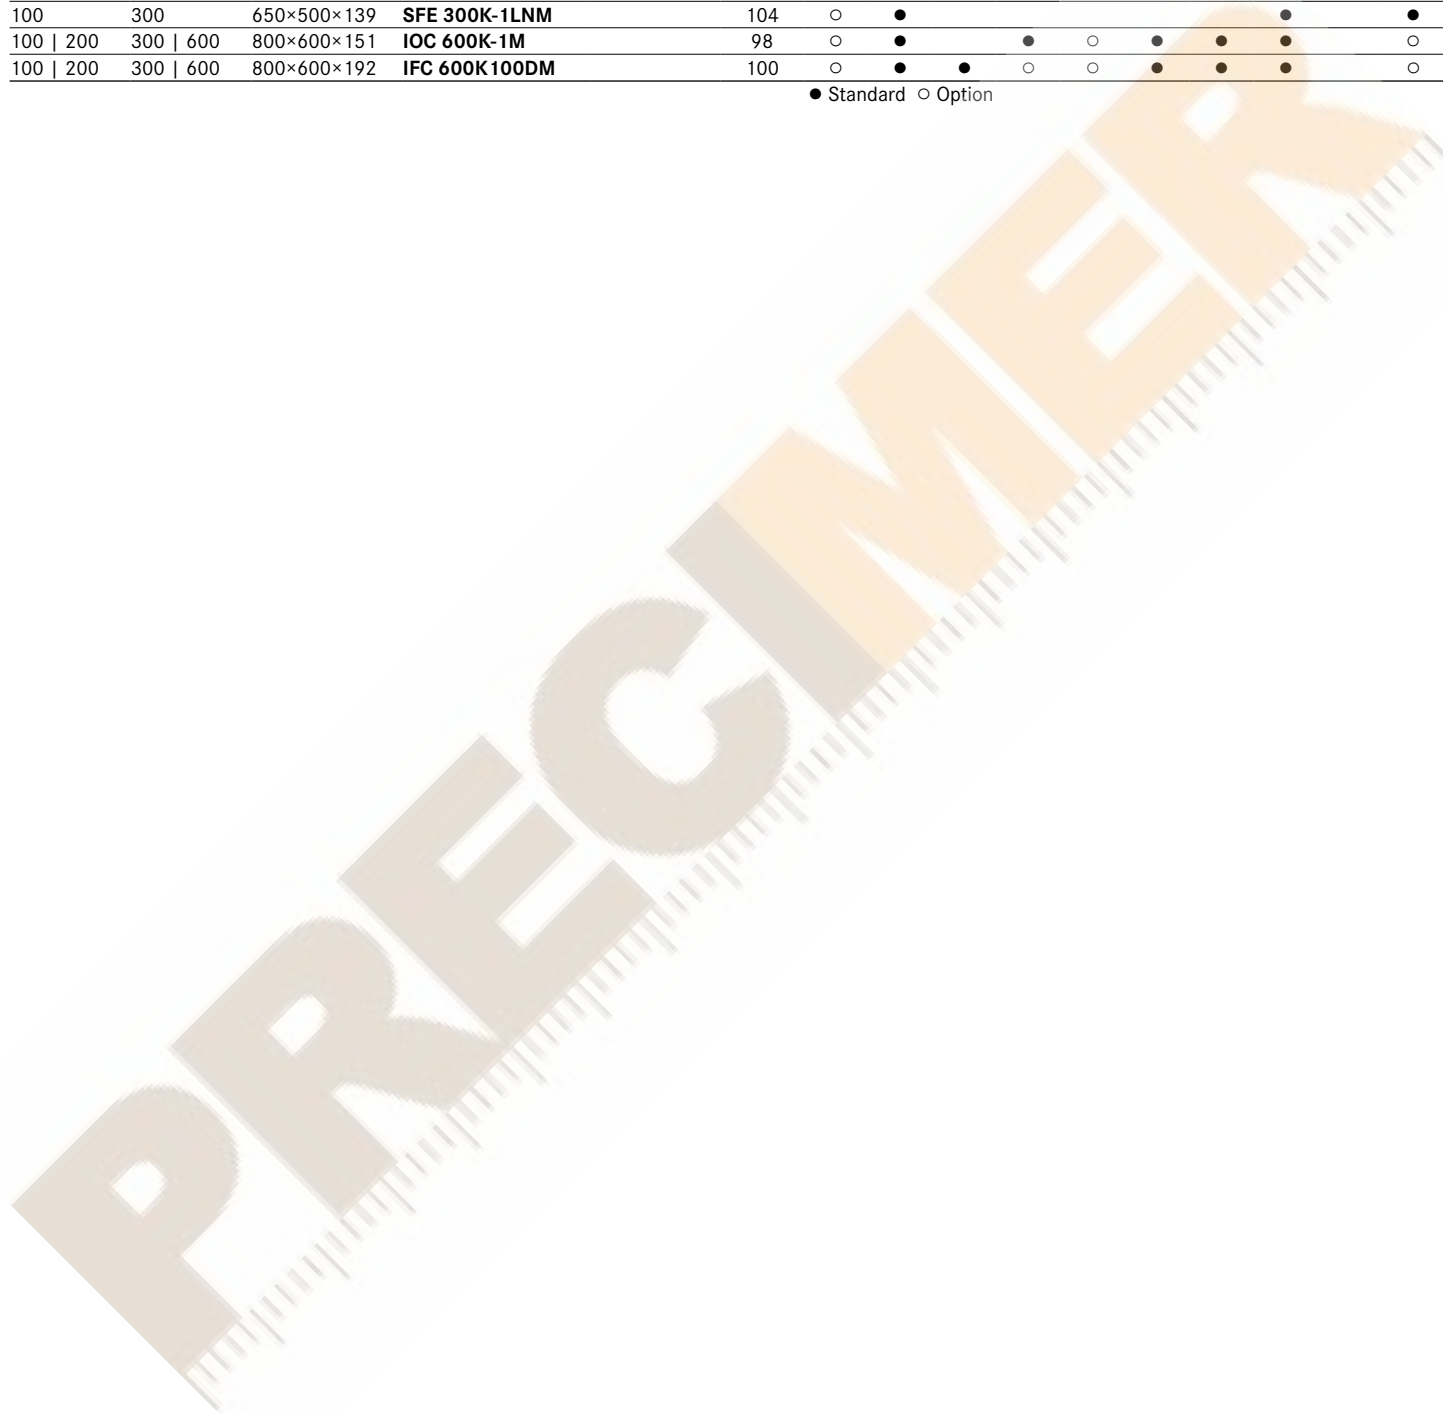 100 300 650×500×139 SFE 300K-1LNM 104 ○ ● ● ●
100 | 200 300 | 600 800×600×151 IOC 600K-1M 98 ○ ● ● ○ ● ● ● ○
100 | 200 300 | 600 800×600×192 IFC 600K100DM 100 ○ ● ● ○ ○ ● ● ● ○
● Standard ○ Option
PRECIMER